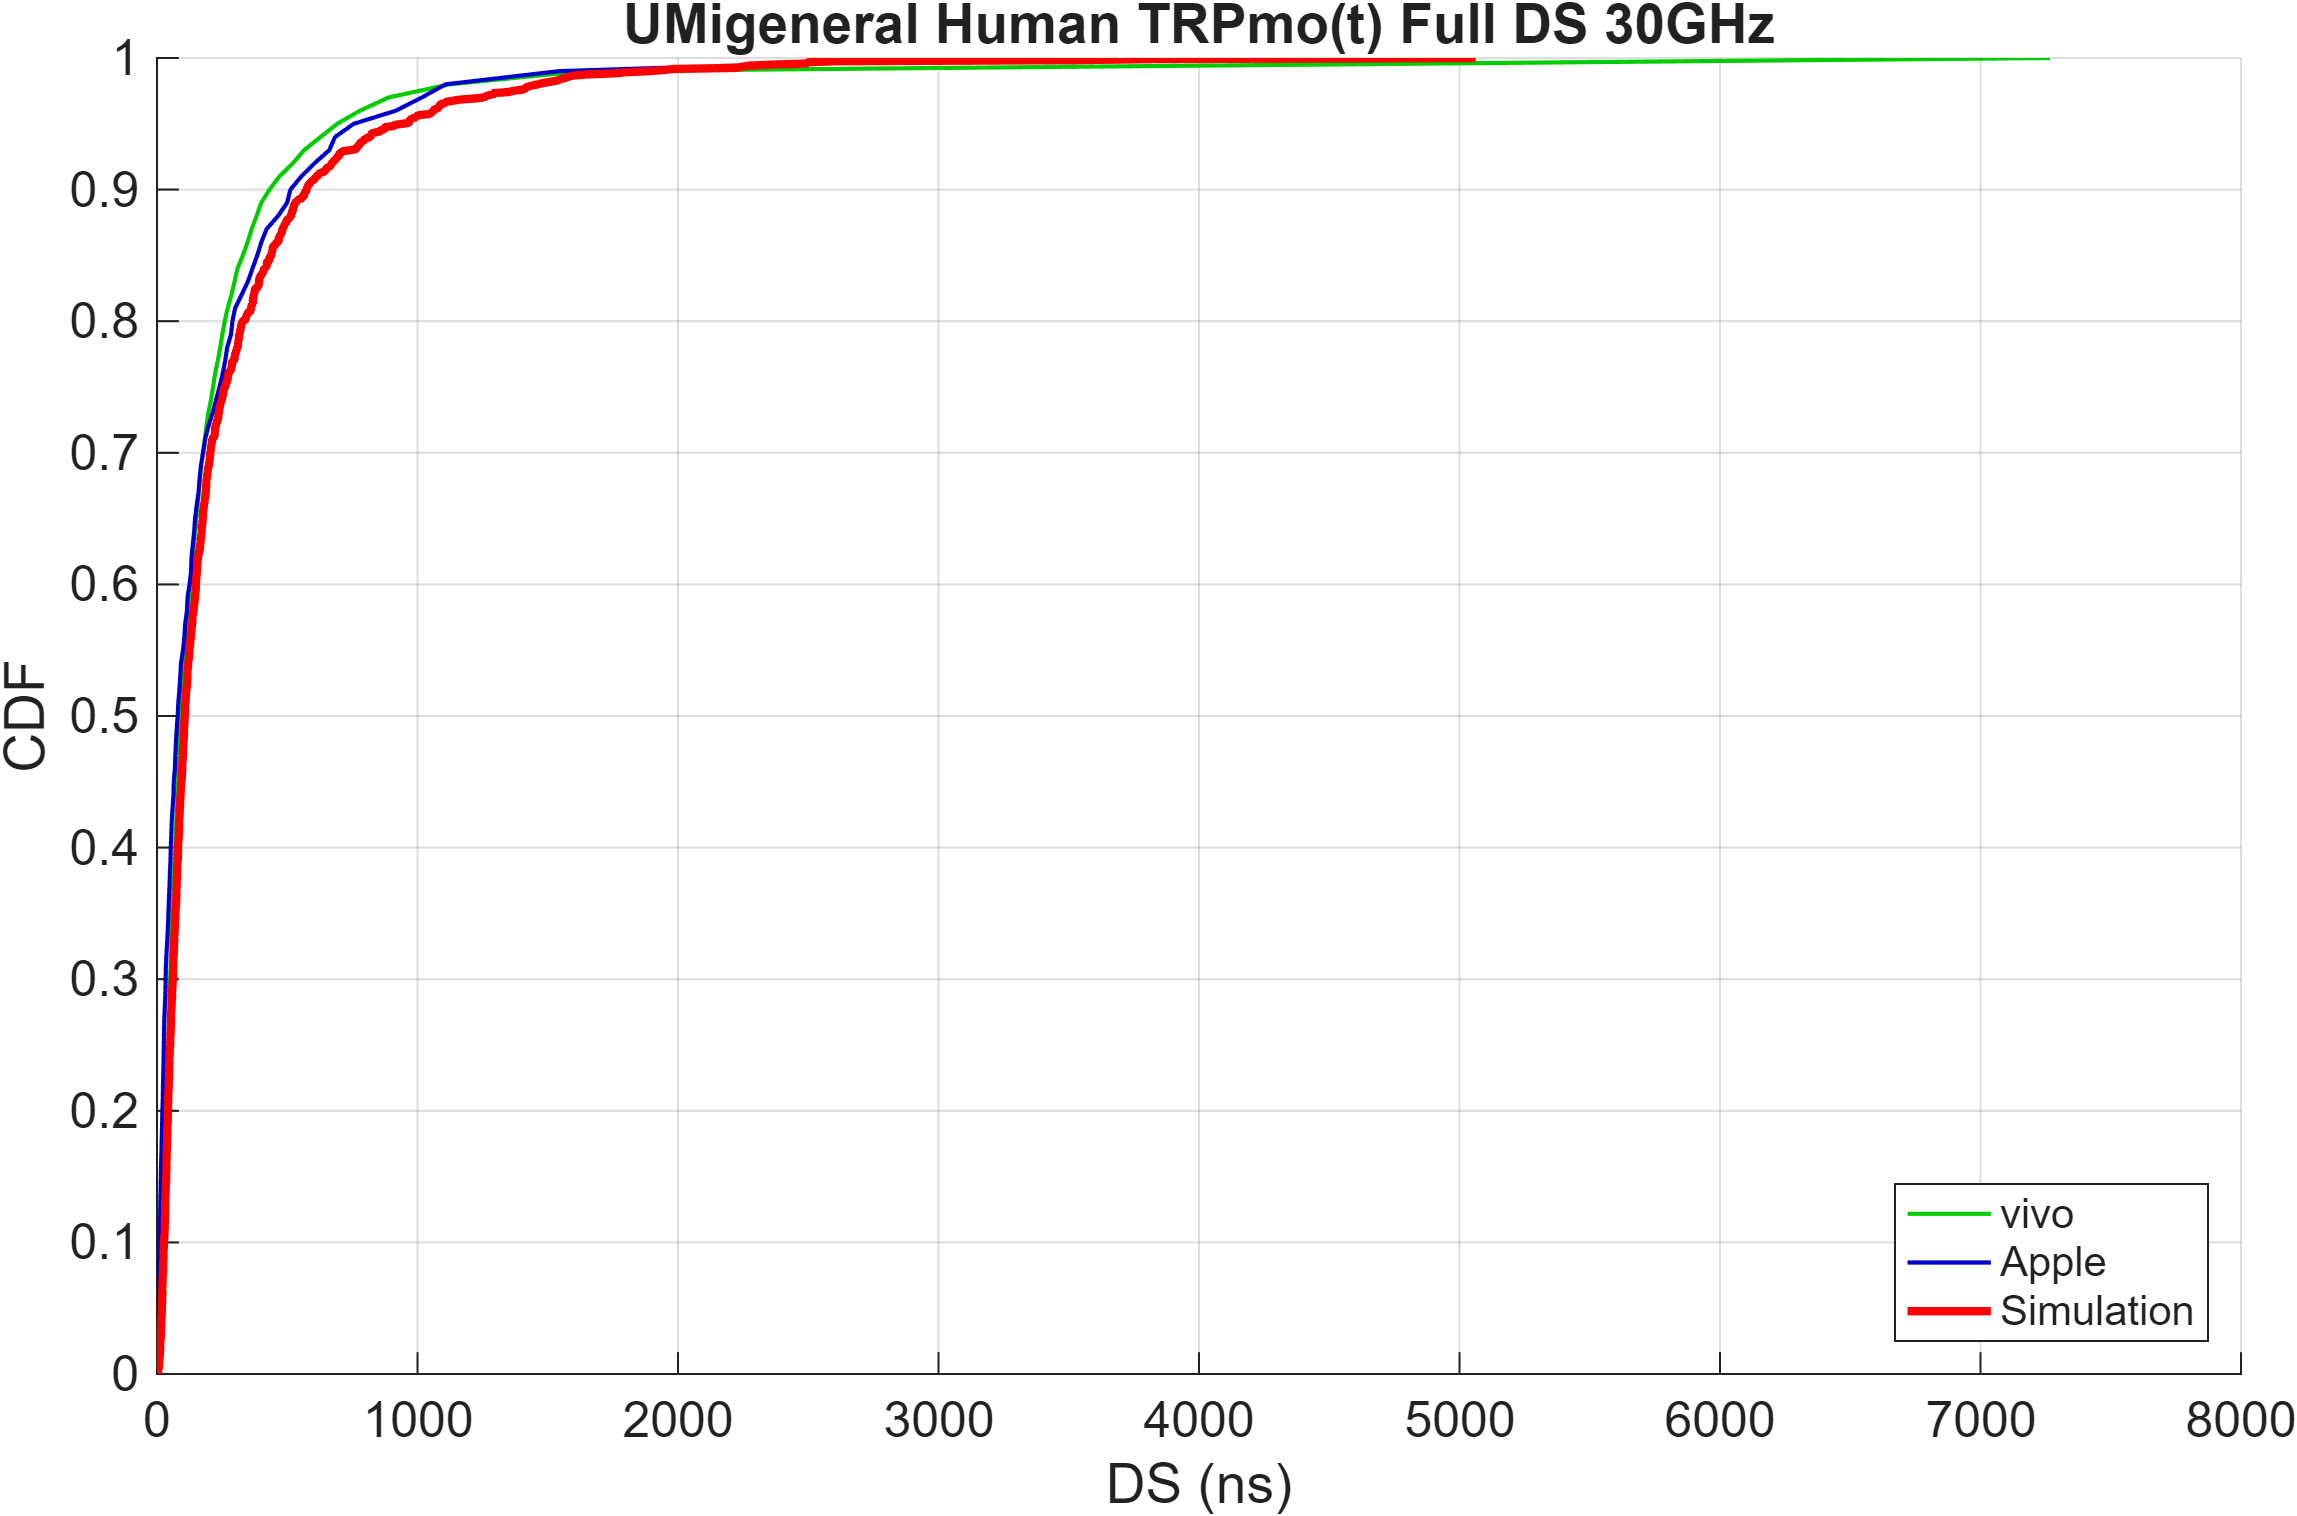 UMigeneral Human TRPmo(t) Full DS 30GHz
1
0.9
0.8
0.7
0.6
0.5
0.4
0.3
0.2
0.1
0
CDF
0 1000 2000 3000 4000 5000 6000 7000 8000
DS (ns)
vivo
Apple
Simulation